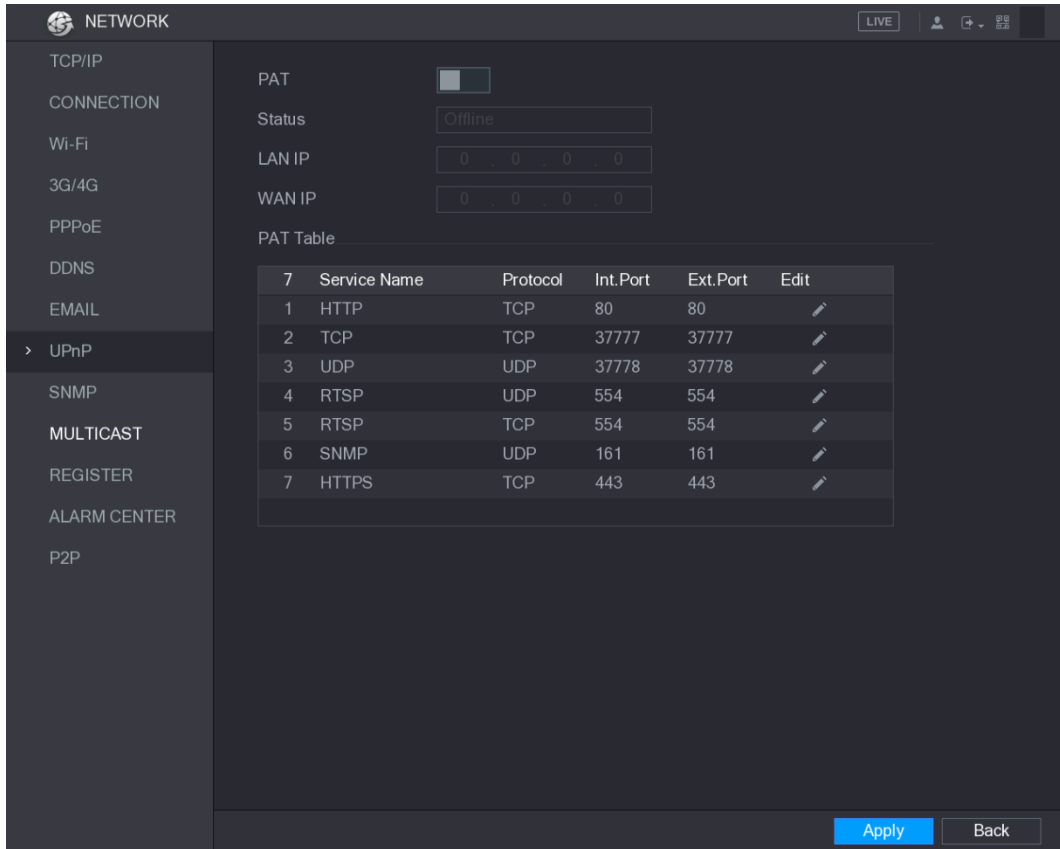 NETWORK
LIVE
TCP/IP
CONNECTION
Wi-Fi
3G/4G
PPPoE
DDNS
EMAIL
> UPnP
SNMP
MULTICAST
REGISTER
ALARM CENTER
P2P
PAT
Status Offline
LAN IP 0 . 0 . 0 . 0
WAN IP 0 . 0 . 0 . 0
PAT Table
7 Service Name Protocol Int.Port Ext.Port Edit
1 HTTP TCP 80 80
2 TCP TCP 37777 37777
3 UDP UDP 37778 37778
4 RTSP UDP 554 554
5 RTSP TCP 554 554
6 SNMP UDP 161 161
7 HTTPS TCP 443 443
Apply Back